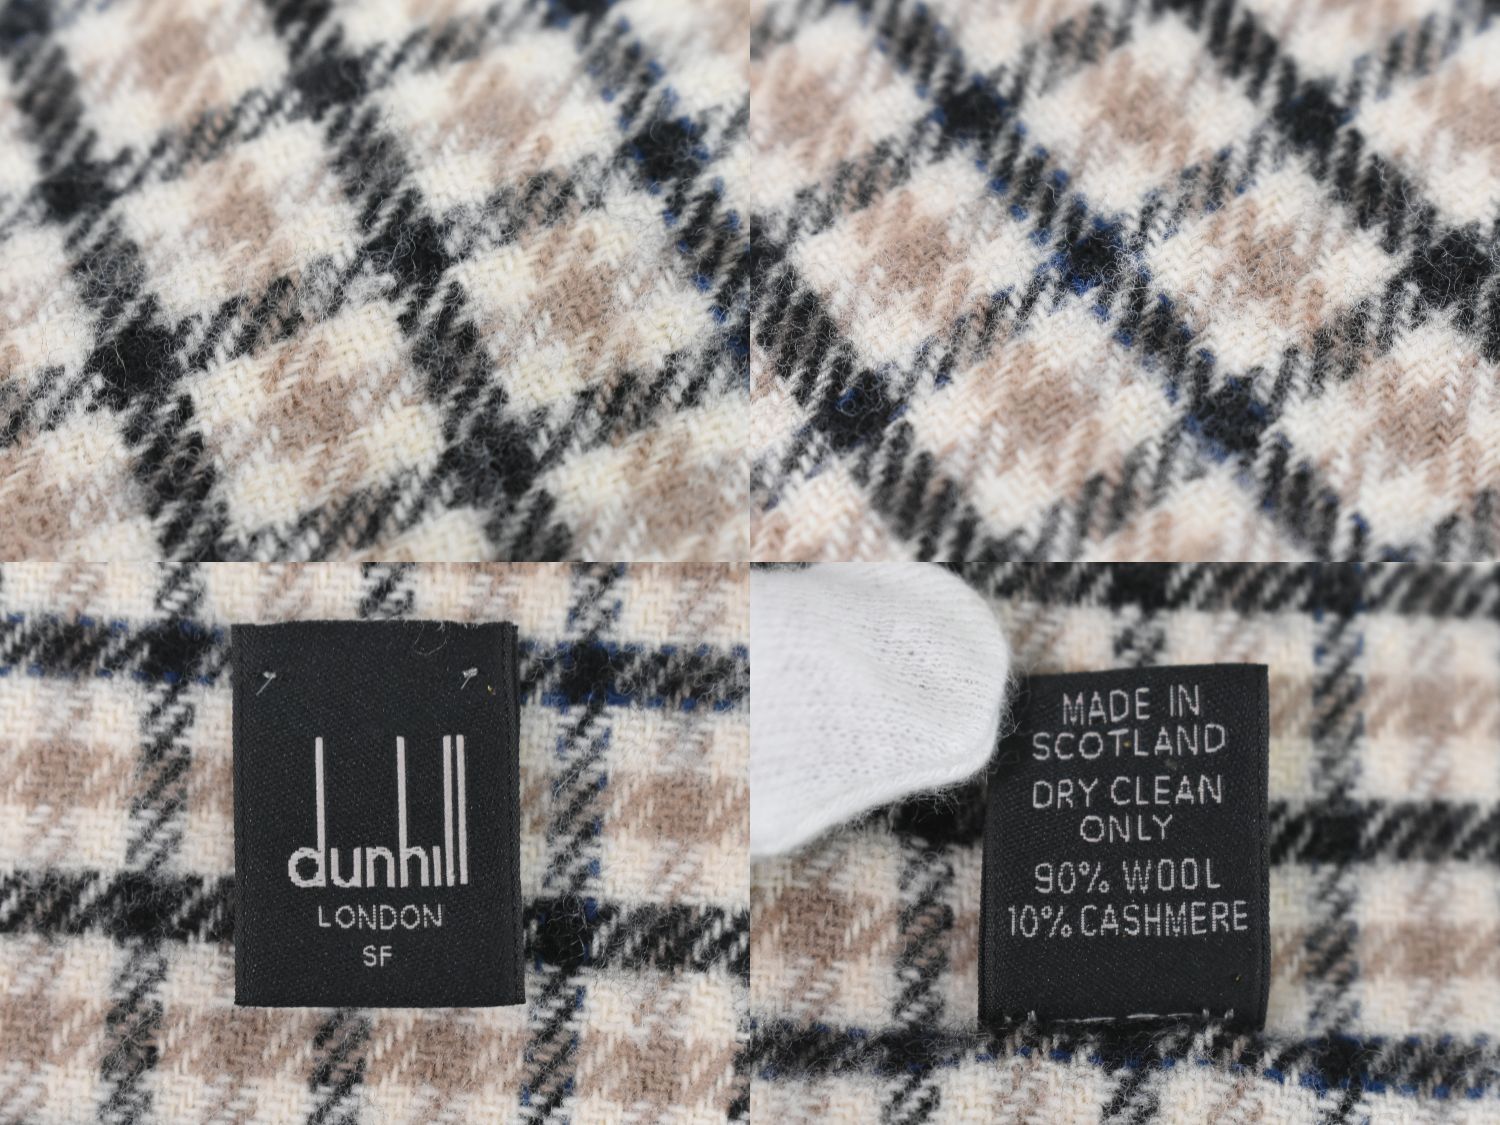 dunhill
LONDON
SF
MADE IN
SCOTLAND
DRY CLEAN
ONLY
90% WOOL
10% CASHMERE